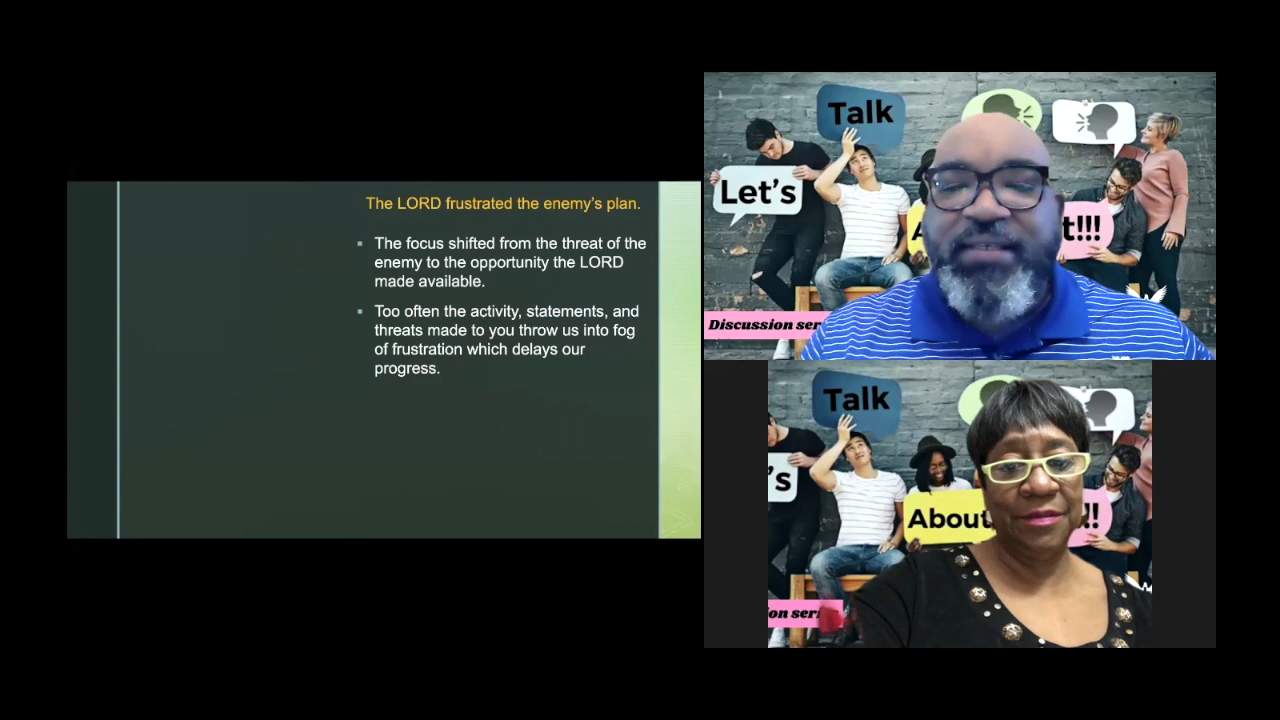 The LORD frustrated the enemy's plan.
▪ The focus shifted from the threat of the
enemy to the opportunity the LORD
made available.
▪ Too often the activity, statements, and
threats made to you throw us into fog
of frustration which delays our
progress.
Talk
Let's
A
t!!!
Discussion ser
Talk
's
About
!!
ion seri